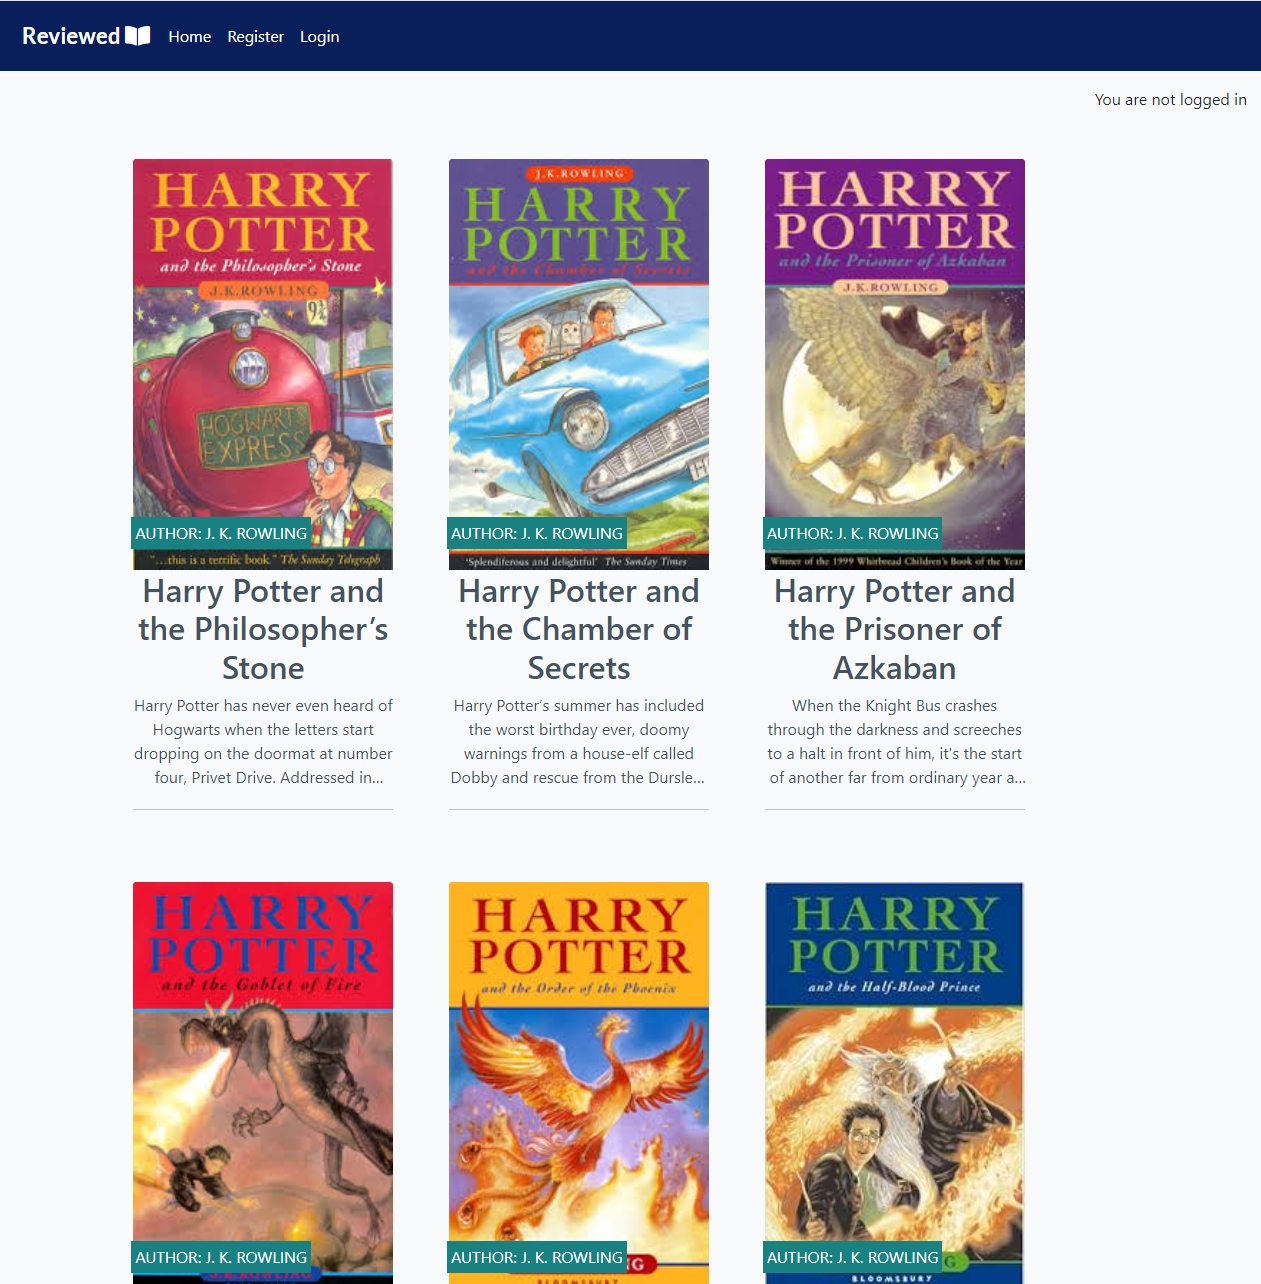 Reviewed
Home Register Login
You are not logged in
HARRY
POTTER
and the Philosopher's Stone
J.K.ROWLING
9¾
HOGWARTS
EXPRESS
AUTHOR: J. K. ROWLING
"...this is a terrific book." The Sunday Telegraph
Harry Potter and
the Philosopher’s
Stone
Harry Potter has never even heard of
Hogwarts when the letters start
dropping on the doormat at number
four, Privet Drive. Addressed in...
J.K.ROWLING
HARRY
POTTER
and the Chamber of Secrets
AUTHOR: J. K. ROWLING
'Splendiferous and delightful' The Sunday Times
Harry Potter and
the Chamber of
Secrets
Harry Potter's summer has included
the worst birthday ever, doomy
warnings from a house-elf called
Dobby and rescue from the Dursle...
HARRY
POTTER
and the Prisoner of Azkaban
J.K.ROWLING
AUTHOR: J. K. ROWLING
Winner of the 1999 Whitbread Children's Book of the Year
Harry Potter and
the Prisoner of
Azkaban
When the Knight Bus crashes
through the darkness and screeches
to a halt in front of him, it's the start
of another far from ordinary year a...
HARRY
POTTER
and the Goblet of Fire
AUTHOR: J. K. ROWLING
J.K.ROWLING
HARRY
POTTER
and the Order of the Phoenix
AUTHOR: J. K. ROWLING
G
BLOOMSBURY
HARRY
POTTER
and the Half-Blood Prince
AUTHOR: J. K. ROWLING
G
BLOOMSBURY